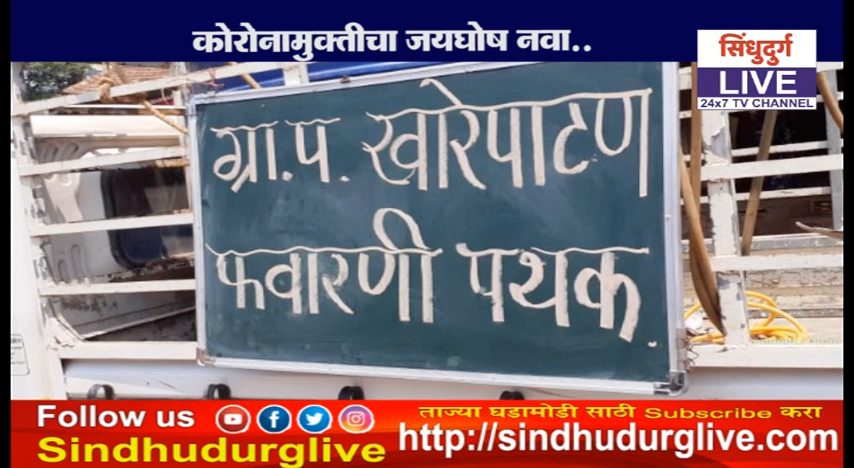 कोरोनामुक्तीचा जयघोष नवा..
सिंधुदुर्ग
LIVE
24x7 TV CHANNEL
ग्रा.प. खारेपाटण
फवारणी पथक
Follow us
ताज्या घडामोडी साठी Subscribe करा
Sindhudurglive
http://sindhudurglive.com